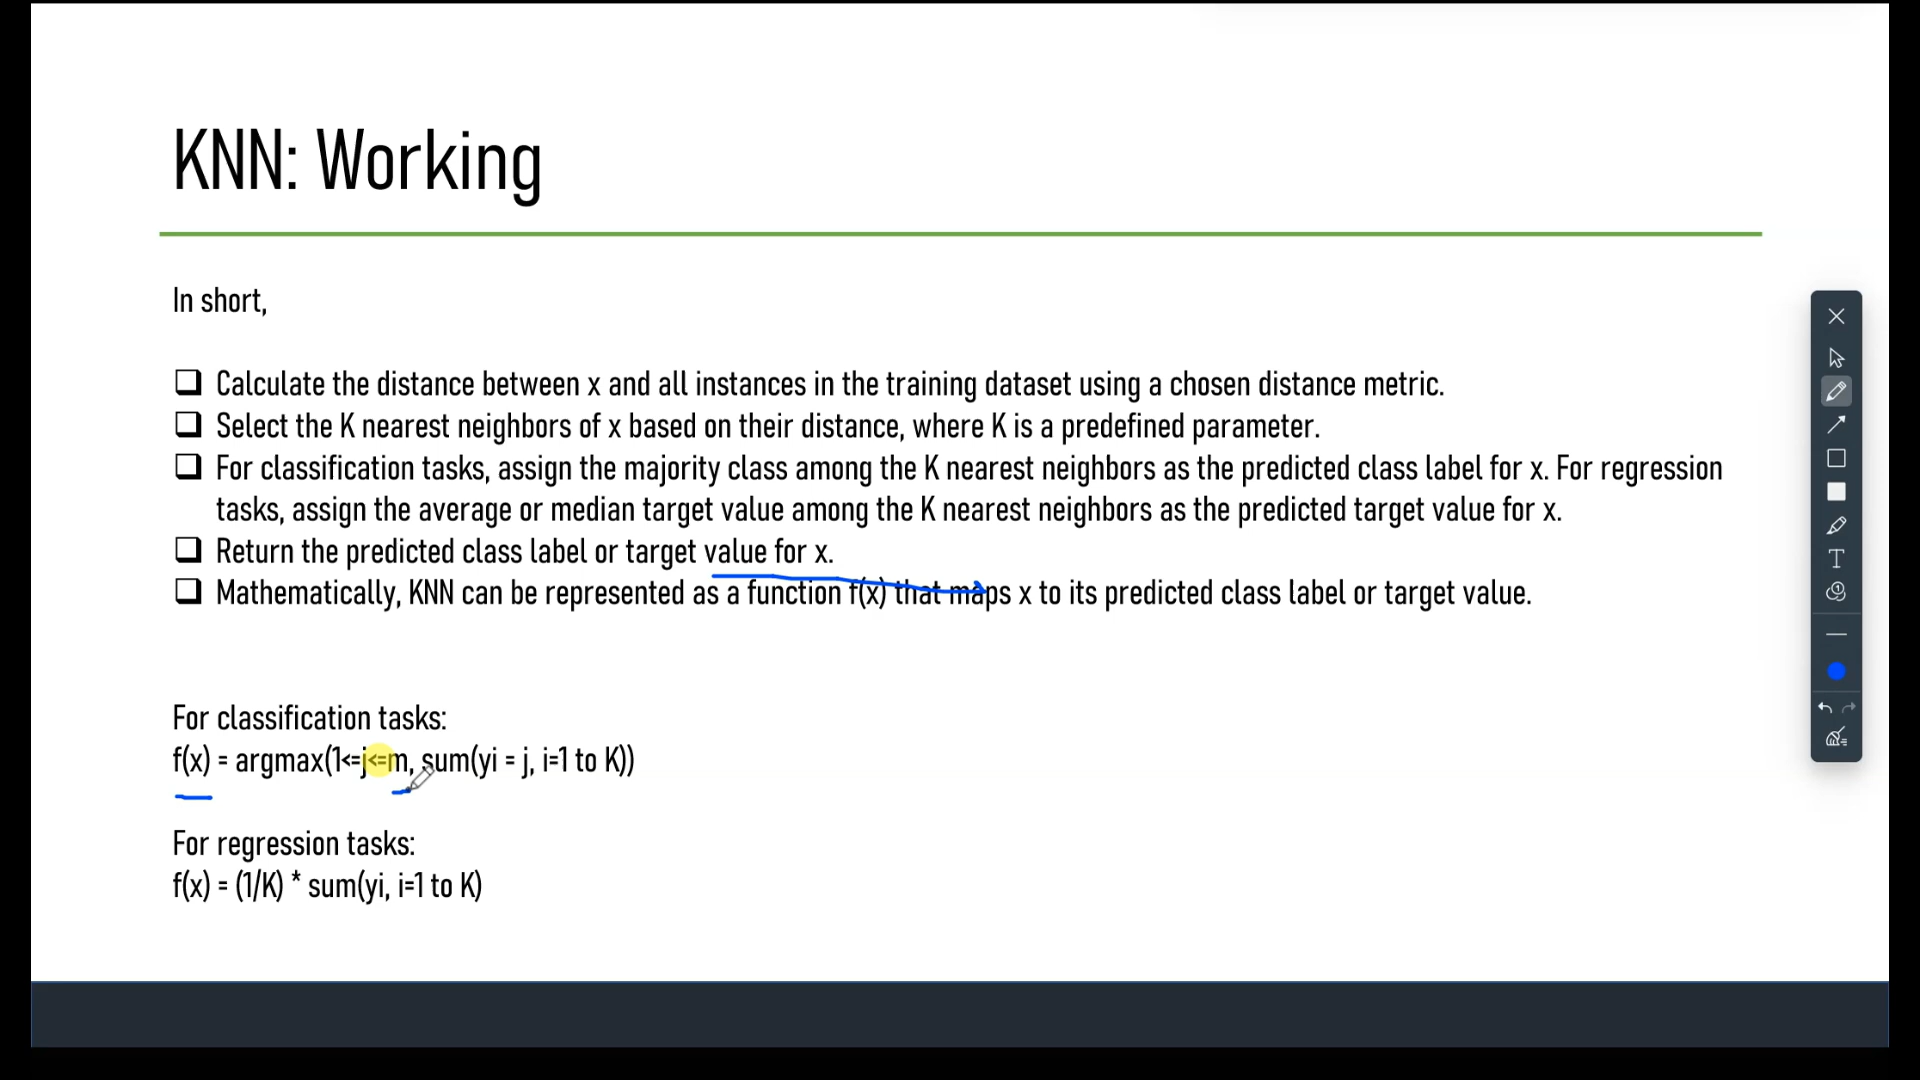 KNN: Working
In short,
❑ Calculate the distance between x and all instances in the training dataset using a chosen distance metric.
❑ Select the K nearest neighbors of x based on their distance, where K is a predefined parameter.
❑ For classification tasks, assign the majority class among the K nearest neighbors as the predicted class label for x. For regression
tasks, assign the average or median target value among the K nearest neighbors as the predicted target value for x.
❑ Return the predicted class label or target value for x.
❑ Mathematically, KNN can be represented as a function f(x) that maps x to its predicted class label or target value.
For classification tasks:
f(x) = argmax(1<=j<=m, sum(yi = j, i=1 to K))
For regression tasks:
f(x) = (1/K) * sum(yi, i=1 to K)